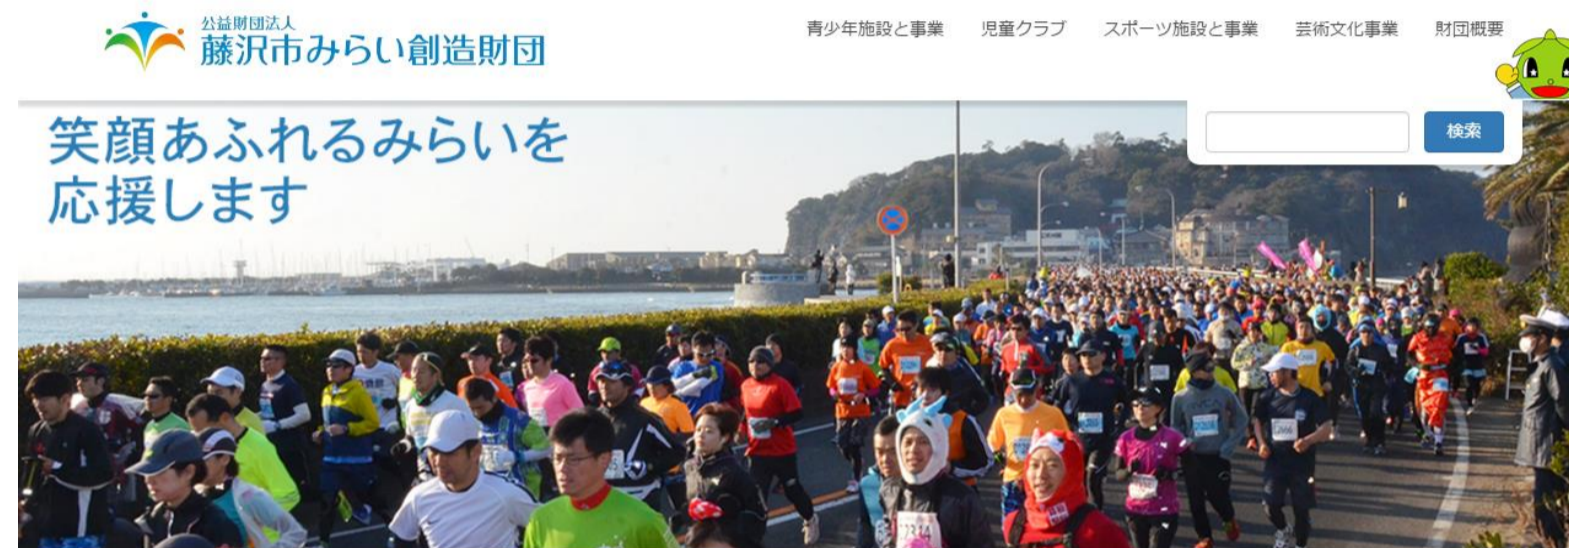 公益財団法人
藤沢市みらい創造財団
青少年施設と事業 児童クラブ スポーツ施設と事業 芸術文化事業 財団概要
検索
笑顔あふれるみらいを
応援します